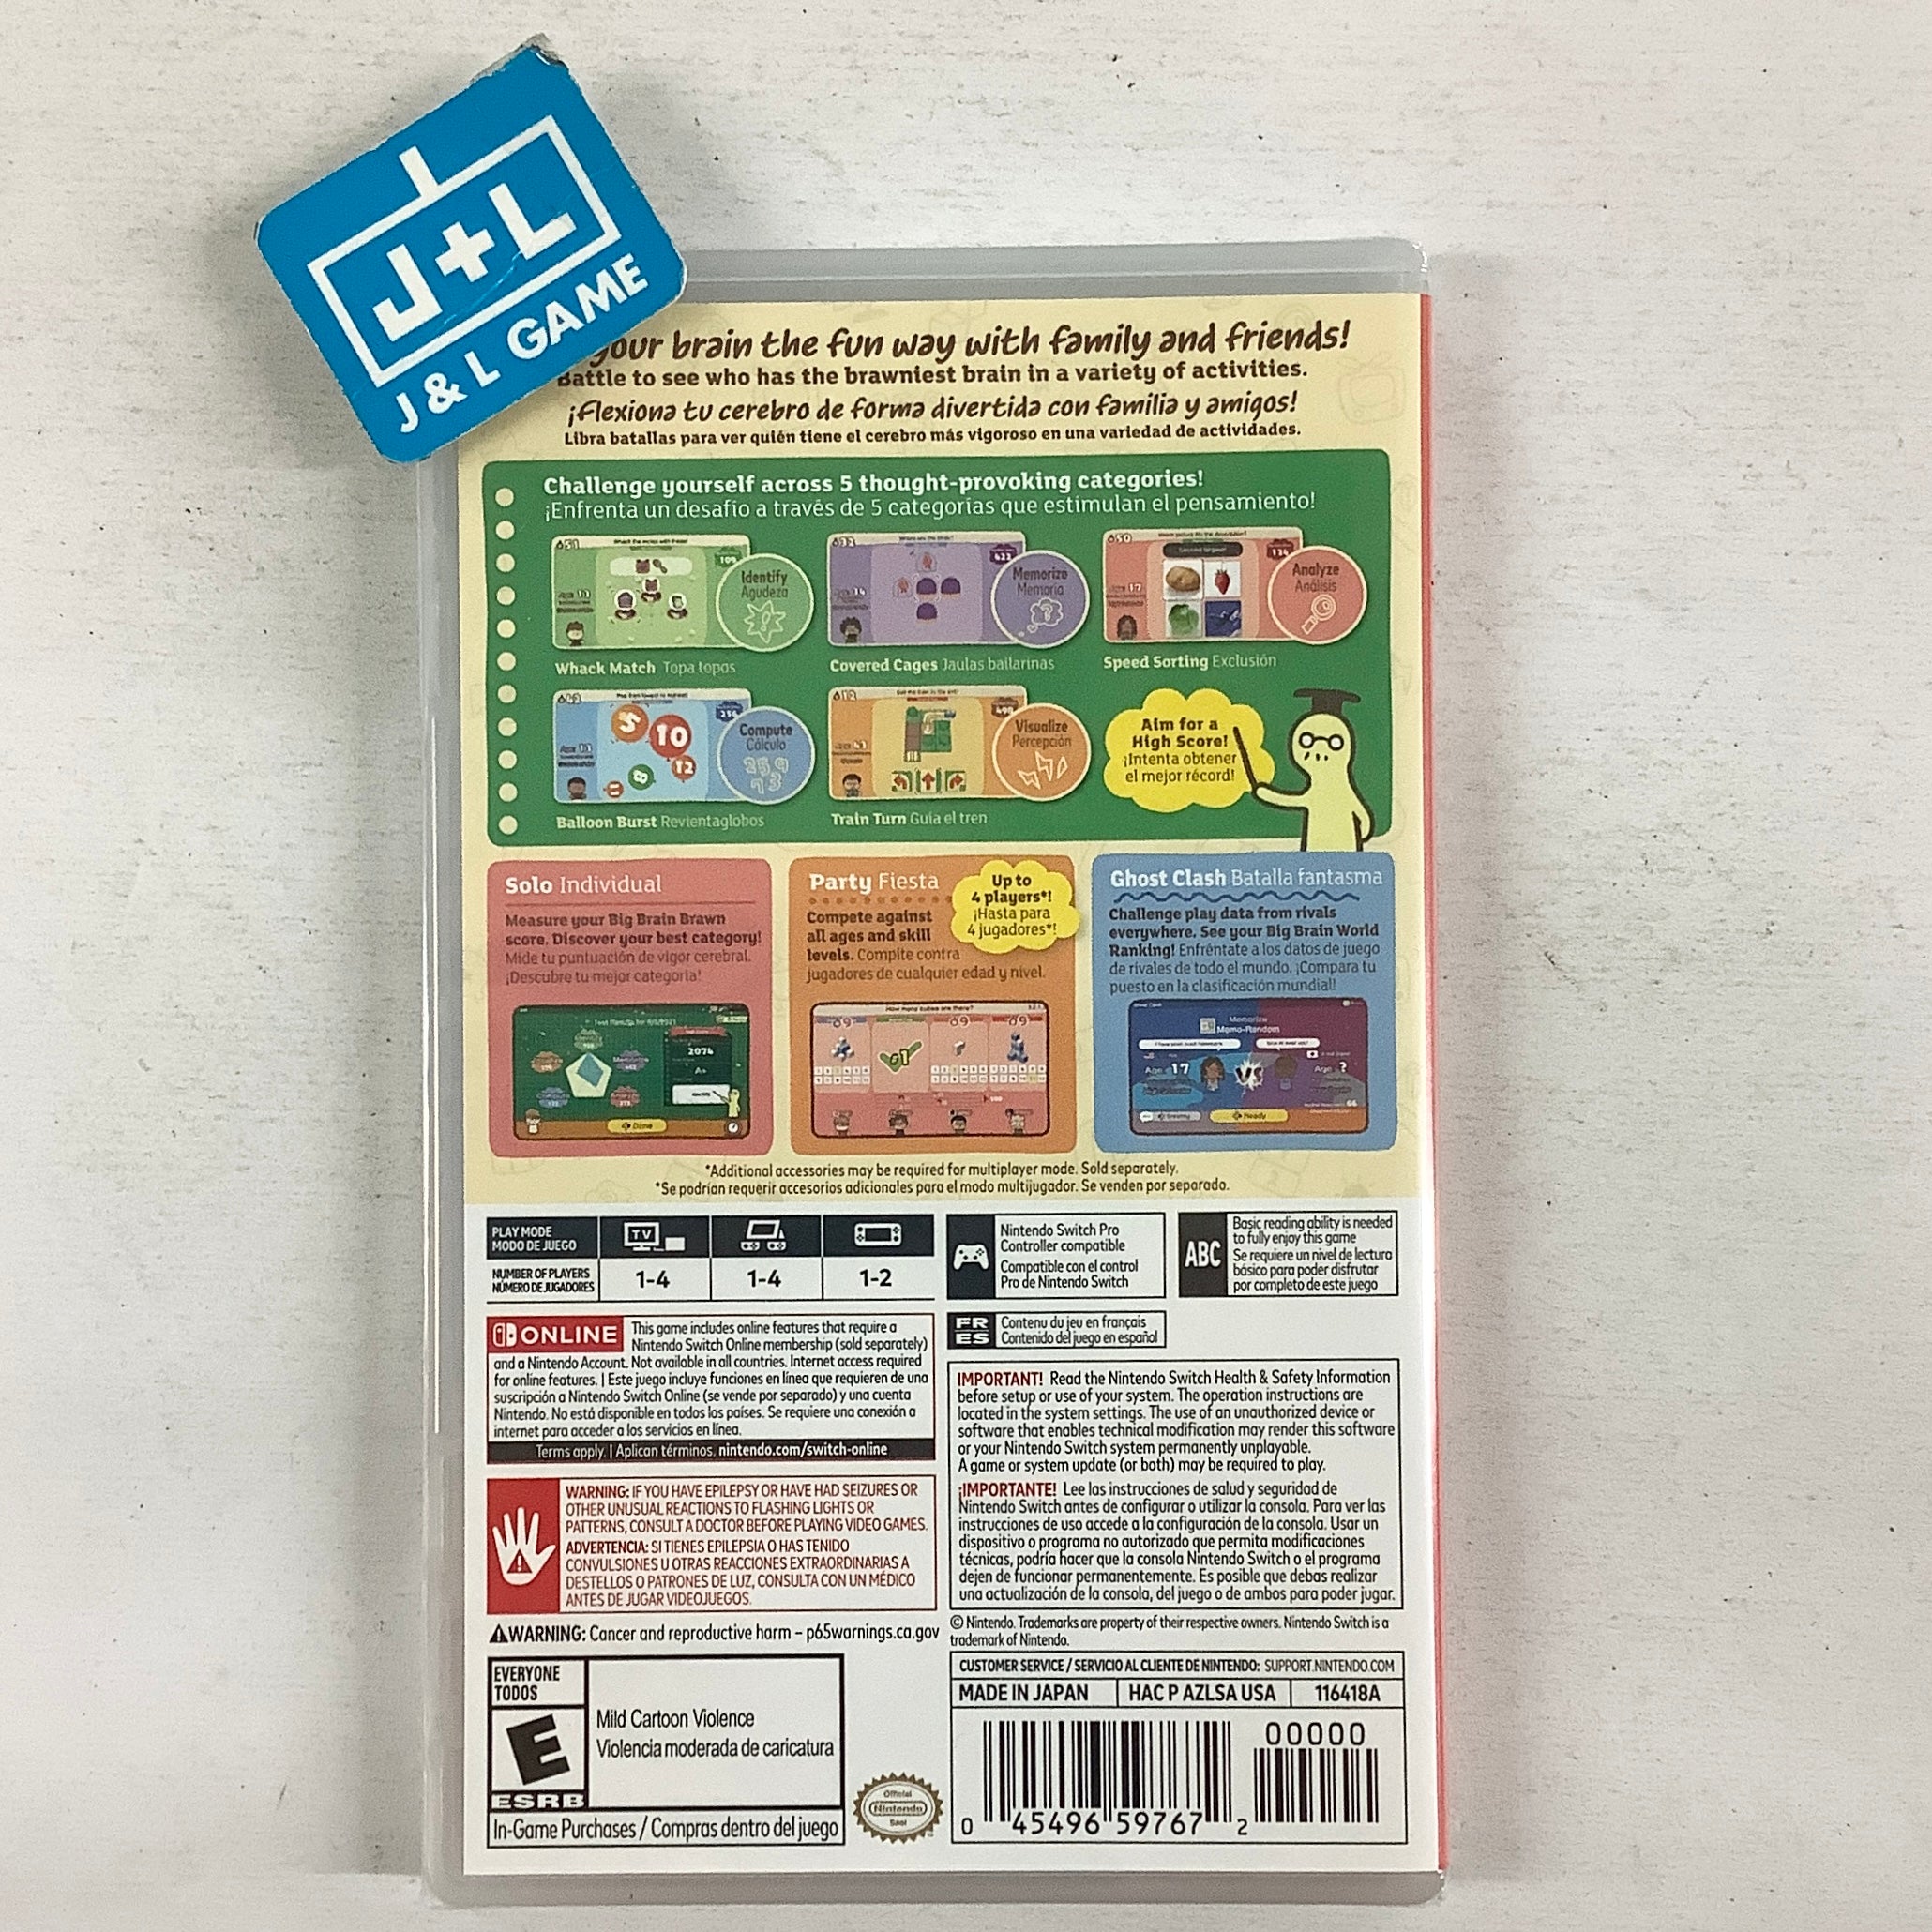 J+L
J & L GAME
your brain the fun way with family and friends!
Battle to see who has the brawniest brain in a variety of activities.
¡Flexiona tu cerebro de forma divertida con familia y amigos!
Libra batallas para ver quién tiene el cerebro más vigoroso en una variedad de actividades.
Challenge yourself across 5 thought-provoking categories!
¡Enfrenta un desafío a través de 5 categorías que estimulan el pensamiento!
Identify
Agudeza
Whack Match Topa topos
Memorize
Memoria
Covered Cages Jaulas bailarinas
Analyze
Análisis
Speed Sorting Exclusión
5
10
12
8
Compute
Cálculo
Balloon Burst Revientaglobos
Visualize
Percepción
Train Turn Guía el tren
Aim for a
High Score!
¡Intenta obtener
el mejor récord!
Solo Individual
Measure your Big Brain Brawn
score. Discover your best category!
Mide tu puntuación de vigor cerebral.
¡Descubre tu mejor categoría!
2074
A+
Done
Party Fiesta
Up to
4 players*!
¡Hasta para
4 jugadores*!
Compete against
all ages and skill
levels. Compite contra
jugadores de cualquier edad y nivel.
How many cubes are there?
#1
Ghost Clash Batalla fantasma
Challenge play data from rivals
everywhere. See your Big Brain World
Ranking! Enfréntate a los datos de juego
de rivales de todo el mundo. ¡Compara tu
puesto en la clasificación mundial!
Memorize
Memo-Random
Age 17
VS
Age ?
Ready
*Additional accessories may be required for multiplayer mode. Sold separately.
*Se podrían requerir accesorios adicionales para el modo multijugador. Se venden por separado.
PLAY MODE
MODO DE JUEGO
TV
NUMBER OF PLAYERS
NÚMERO DE JUGADORES
1-4
1-4
1-2
Nintendo Switch Pro
Controller compatible
Compatible con el control
Pro de Nintendo Switch
ABC
Basic reading ability is needed
to fully enjoy this game
Se requiere un nivel de lectura
básico para poder disfrutar
por completo de este juego
FR
ES
Contenu du jeu en français
Contenido del juego en español
ONLINE
This game includes online features that require a
Nintendo Switch Online membership (sold separately)
and a Nintendo Account. Not available in all countries. Internet access required
for online features. | Este juego incluye funciones en línea que requieren de una
suscripción a Nintendo Switch Online (se vende por separado) y una cuenta
Nintendo. No está disponible en todos los países. Se requiere una conexión a
internet para acceder a los servicios en línea.
Terms apply. | Aplican términos. nintendo.com/switch-online
WARNING: IF YOU HAVE EPILEPSY OR HAVE HAD SEIZURES OR
OTHER UNUSUAL REACTIONS TO FLASHING LIGHTS OR
PATTERNS, CONSULT A DOCTOR BEFORE PLAYING VIDEO GAMES.
ADVERTENCIA: SI TIENES EPILEPSIA O HAS TENIDO
CONVULSIONES U OTRAS REACCIONES EXTRAORDINARIAS A
DESTELLOS O PATRONES DE LUZ, CONSULTA CON UN MÉDICO
ANTES DE JUGAR VIDEOJUEGOS.
WARNING: Cancer and reproductive harm – p65warnings.ca.gov
IMPORTANT! Read the Nintendo Switch Health & Safety Information
before setup or use of your system. The operation instructions are
located in the system settings. The use of an unauthorized device or
software that enables technical modification may render this software
or your Nintendo Switch system permanently unplayable.
A game or system update (or both) may be required to play.
¡IMPORTANTE! Lee las instrucciones de salud y seguridad de
Nintendo Switch antes de configurar o utilizar la consola. Para ver las
instrucciones de uso accede a la configuración de la consola. Usar un
dispositivo o programa no autorizado que permita modificaciones
técnicas, podría hacer que la consola Nintendo Switch o el programa
dejen de funcionar permanentemente. Es posible que debas realizar
una actualización de la consola, del juego o de ambos para poder jugar.
© Nintendo. Trademarks are property of their respective owners. Nintendo Switch is a
trademark of Nintendo.
CUSTOMER SERVICE / SERVICIO AL CLIENTE DE NINTENDO: SUPPORT.NINTENDO.COM
MADE IN JAPAN
HAC P AZLSA USA
116418A
EVERYONE
TODOS
E
ESRB
Mild Cartoon Violence
Violencia moderada de caricatura
In-Game Purchases / Compras dentro del juego
Official
Nintendo
Seal
00000
0 45496 59767 2